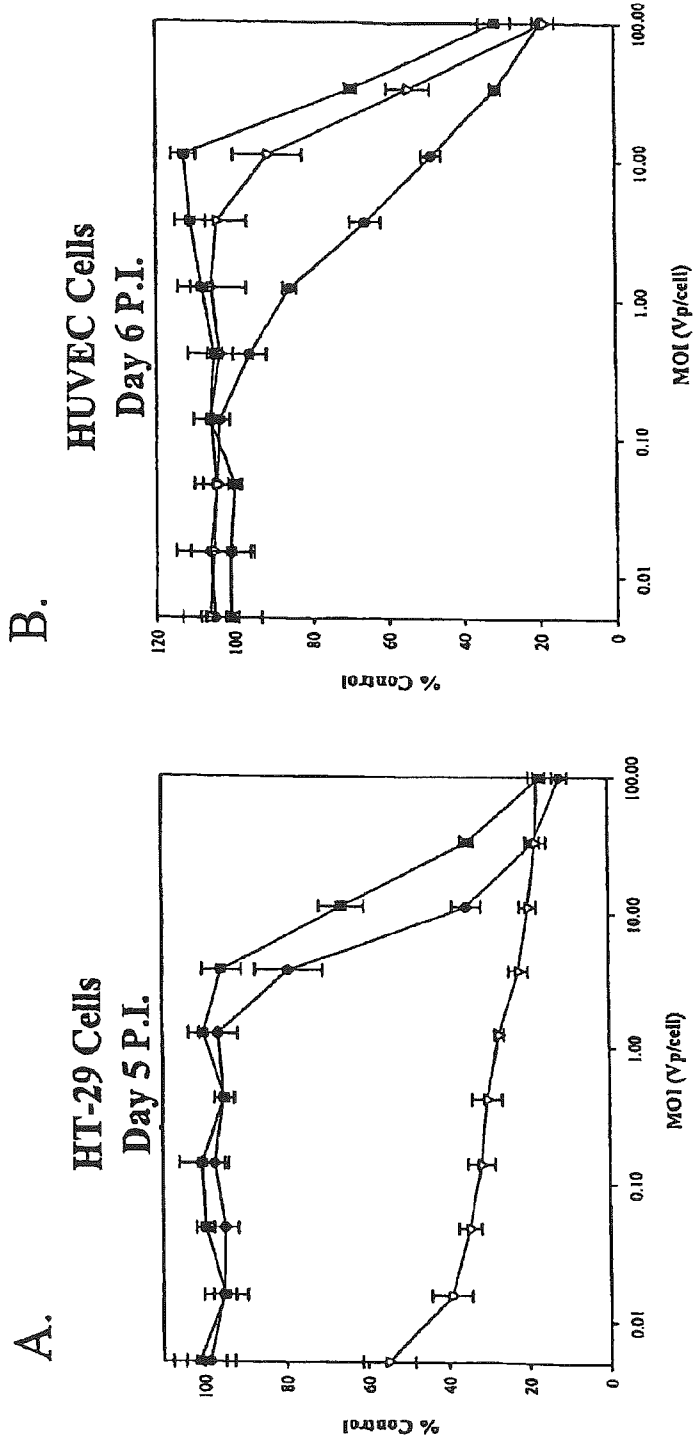 A.
HT-29 Cells
Day 5 P.I.
% Control
100
80
60
40
20
0
0.01
0.10
1.00
10.00
100.00
MOI (Vp/cell)
B.
HUVEC Cells
Day 6 P.I.
% Control
120
100
80
60
40
20
0
0.01
0.10
1.00
10.00
100.00
MOI (Vp/cell)